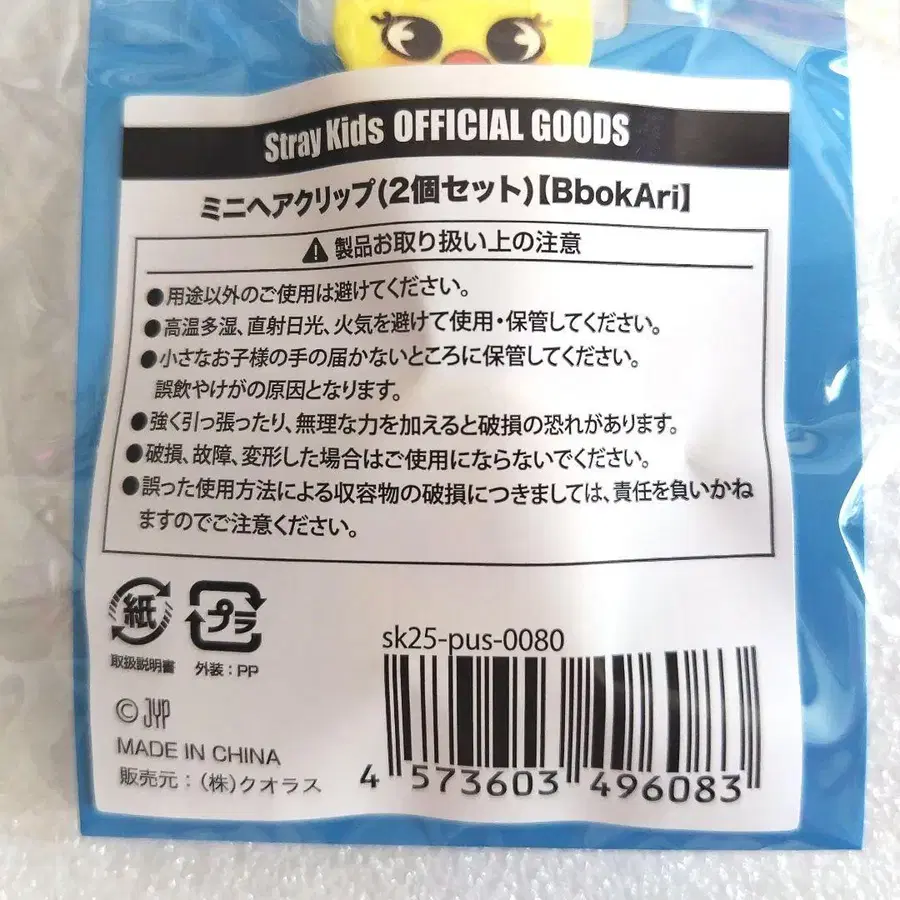 Stray Kids OFFICIAL GOODS
ミニヘアクリップ(2個セット)【BbokAri】
製品お取り扱い上の注意
●用途以外のご使用は避けてください。
●高温多湿、直射日光、火気を避けて使用・保管してください。
●小さなお子様の手の届かないところに保管してください。
誤飲やけがの原因となります。
●強く引っ張ったり、無理な力を加えると破損の恐れがあります。
●破損、故障、変形した場合はご使用にならないでください。
●誤った使用方法による収容物の破損につきましては、責任を負いかね
ますのでご注意ください。
紙 プラ
取扱説明書 外装:PP
sk25-pus-0080
© JYP
MADE IN CHINA
販売元:(株)クオラス
4 573603 496083